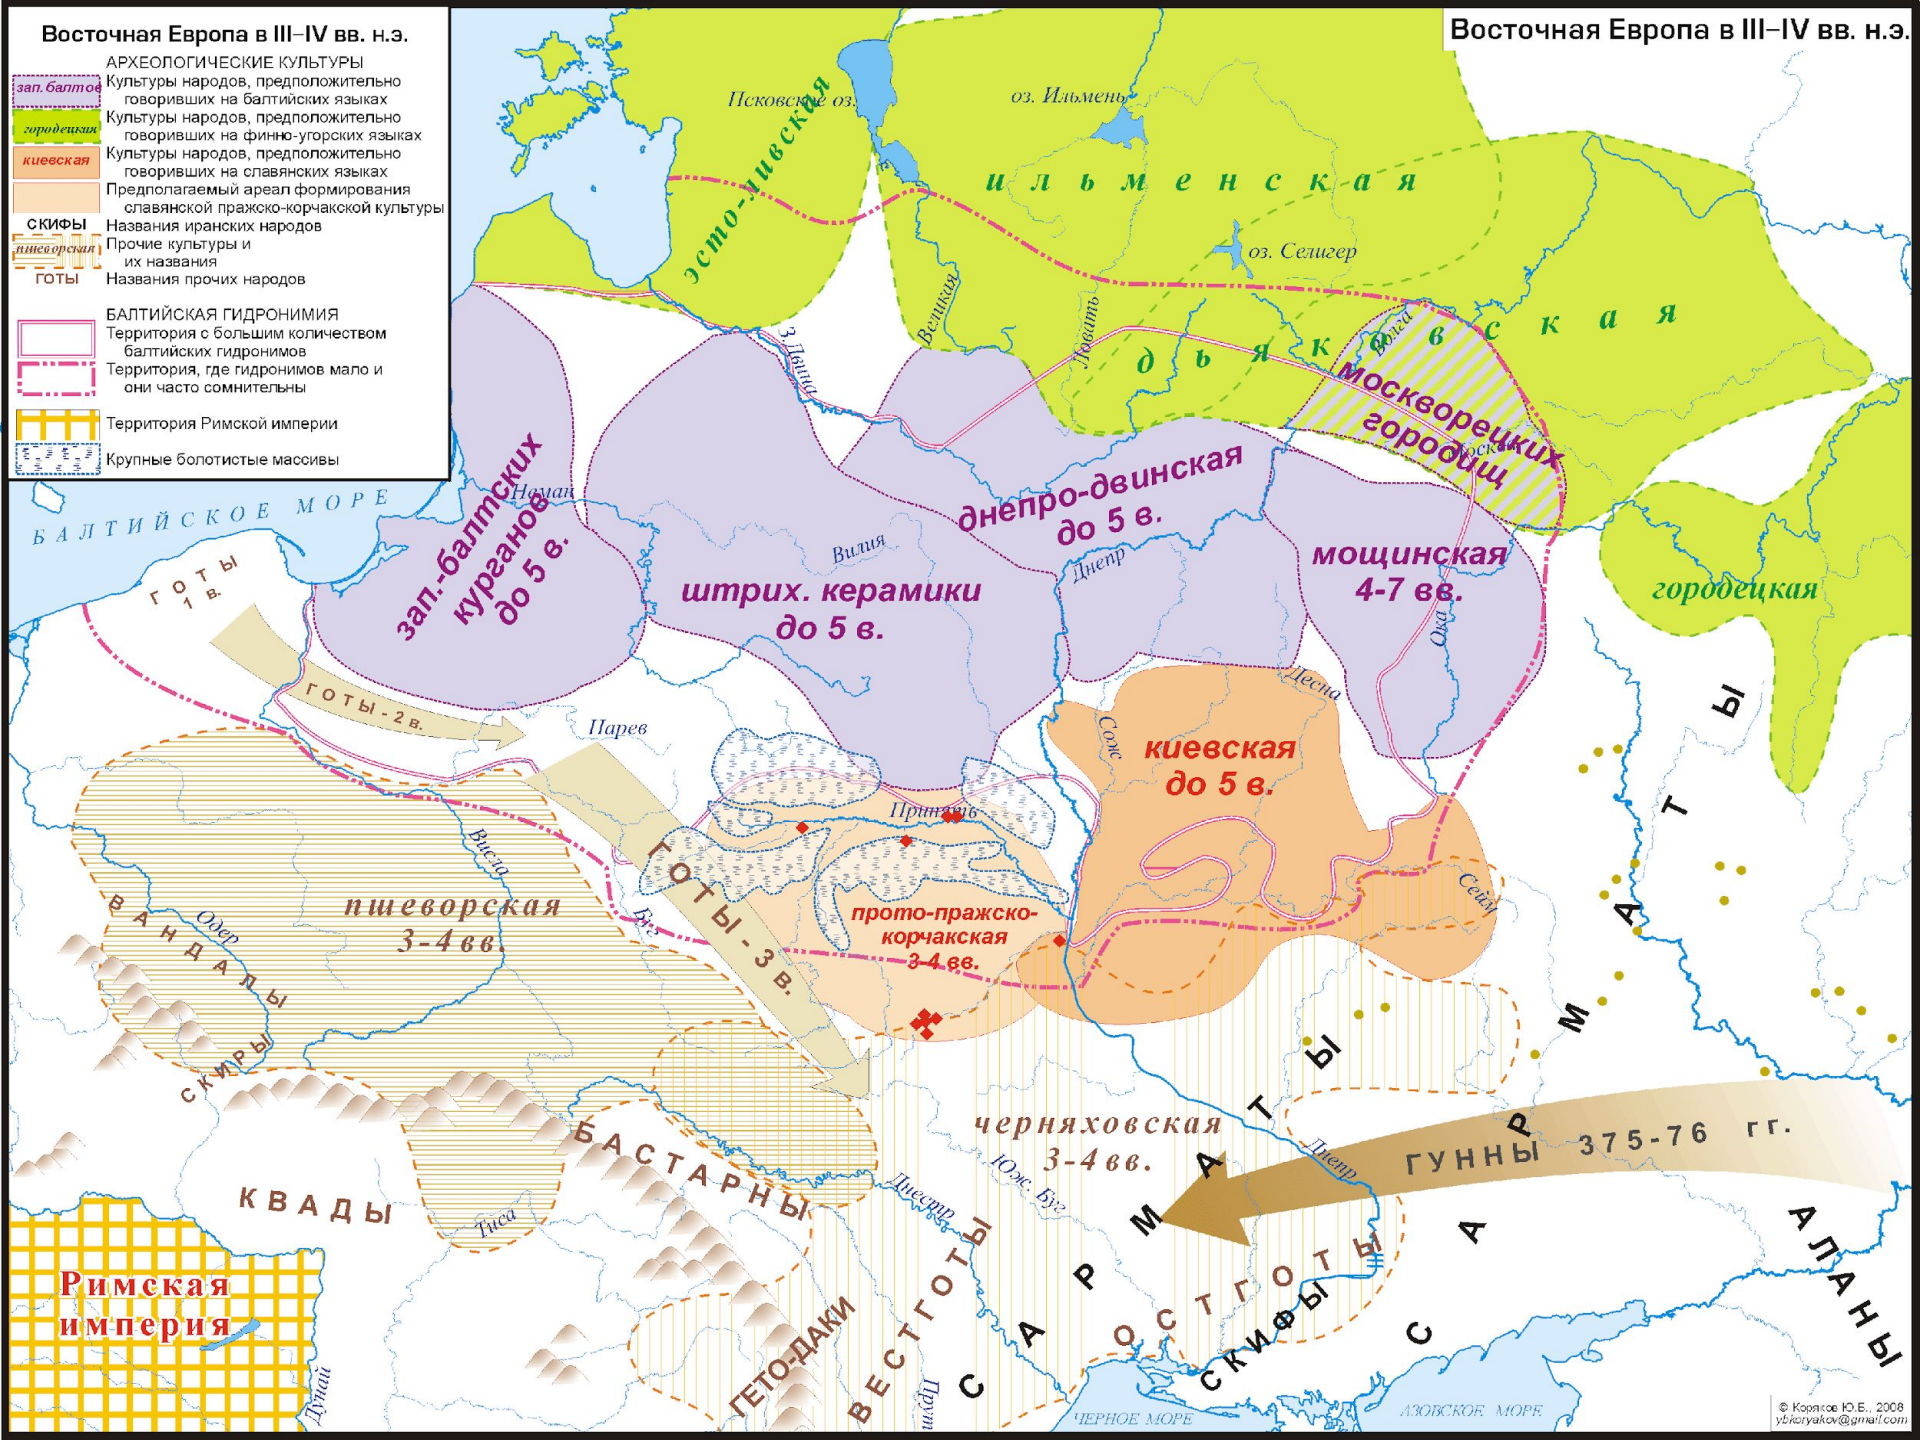 Восточная Европа в III–IV вв. н.э.
АРХЕОЛОГИЧЕСКИЕ КУЛЬТУРЫ
зап.балтов
Культуры народов, предположительно
говоривших на балтийских языках
городецкая
Культуры народов, предположительно
говоривших на финно-угорских языках
киевская
Культуры народов, предположительно
говоривших на славянских языках
Предполагаемый ареал формирования
славянской пражско-корчакской культуры
СКИФЫ
Названия иранских народов
пшеворская
Прочие культуры и
их названия
ГОТЫ
Названия прочих народов
БАЛТИЙСКАЯ ГИДРОНИМИЯ
Территория с большим количеством
балтийских гидронимов
Территория, где гидронимов мало и
они часто сомнительны
Территория Римской империи
Крупные болотистые массивы
Восточная Европа в III–IV вв. н.э.
Псковское оз.
оз. Ильмень
эсто-ливская
ильменская
оз. Селигер
Великая
Ловать
З.Двина
Волга
дьяковская
москворецких
городищ
Москва
БАЛТИЙСКОЕ МОРЕ
Неман
зап.-балтских
курганов
до 5 в.
днепро-двинская
до 5 в.
Вилия
Днепр
штрих. керамики
до 5 в.
мощинская
4-7 вв.
Ока
городецкая
ГОТЫ
1 в.
ГОТЫ - 2 в.
Парев
Десна
Сож
киевская
до 5 в.
Припять
Висла
ГОТЫ - 3 в.
Буг
Сейм
пшеворская
3-4 вв.
Одер
ВАНДАЛЫ
прото-пражско-
корчакская
3-4 вв.
СКИРЫ
САРМАТЫ
САРМАТЫ
черняховская
3-4 вв.
Днепр
ГУННЫ 375-76 гг.
БАСТАРНЫ
Юж. Буг
Днестр
КВАДЫ
Тиса
Римская
империя
Дунай
ГЕТО-ДАКИ
ВЕСТГОТЫ
Прут
ОСТГОТЫ
СКИФЫ
АЛАНЫ
ЧЕРНОЕ МОРЕ
АЗОВСКОЕ МОРЕ
© Коряков Ю.Б., 2008
ybkoryakov@gmail.com